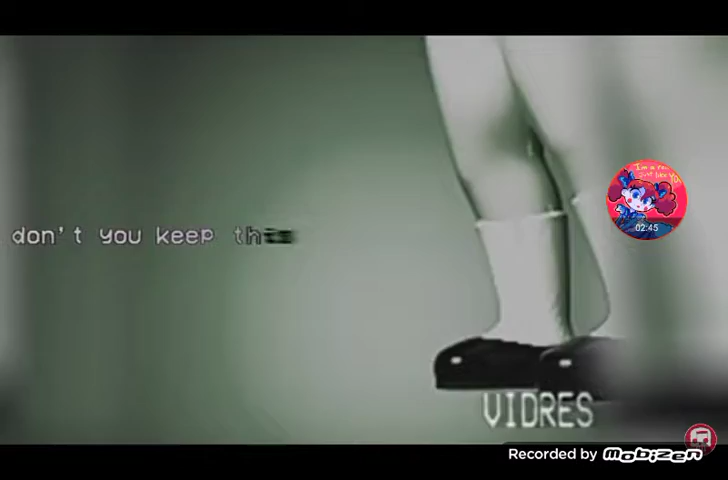 I'm a
just like YOU
02:45
don't you keep
VIDRES
Recorded by Mobizen